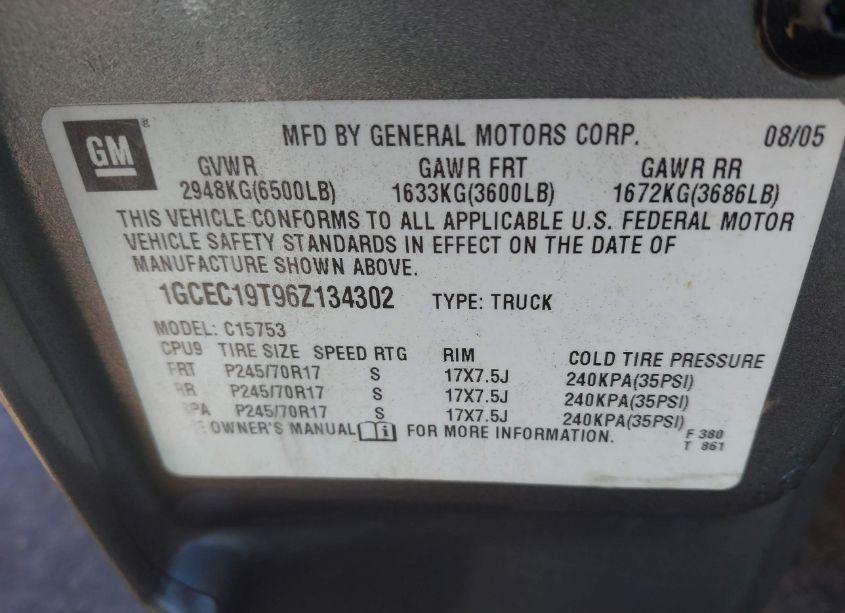 GM® MFD BY GENERAL MOTORS CORP. 08/05
GVWR GAWR FRT GAWR RR
2948KG(6500LB) 1633KG(3600LB) 1672KG(3686LB)
THIS VEHICLE CONFORMS TO ALL APPLICABLE U.S. FEDERAL MOTOR
VEHICLE SAFETY STANDARDS IN EFFECT ON THE DATE OF
MANUFACTURE SHOWN ABOVE.
1GCEC19T96Z134302 TYPE: TRUCK
MODEL: C15753
CPU9 TIRE SIZE SPEED RTG RIM COLD TIRE PRESSURE
FRT P245/70R17 S 17X7.5J 240KPA(35PSI)
RR P245/70R17 S 17X7.5J 240KPA(35PSI)
PA P245/70R17 S 17X7.5J 240KPA(35PSI)
OWNER'S MANUAL i FOR MORE INFORMATION. F 380
T 861